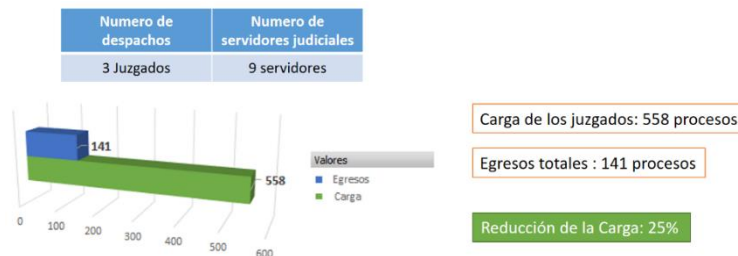 Numero de
despachos
Numero de
servidores judiciales
3 Juzgados
9 servidores
141
558
0
100
200
300
400
500
600
Valores
Egresos
Carga
Carga de los juzgados: 558 procesos
Egresos totales : 141 procesos
Reducción de la Carga: 25%